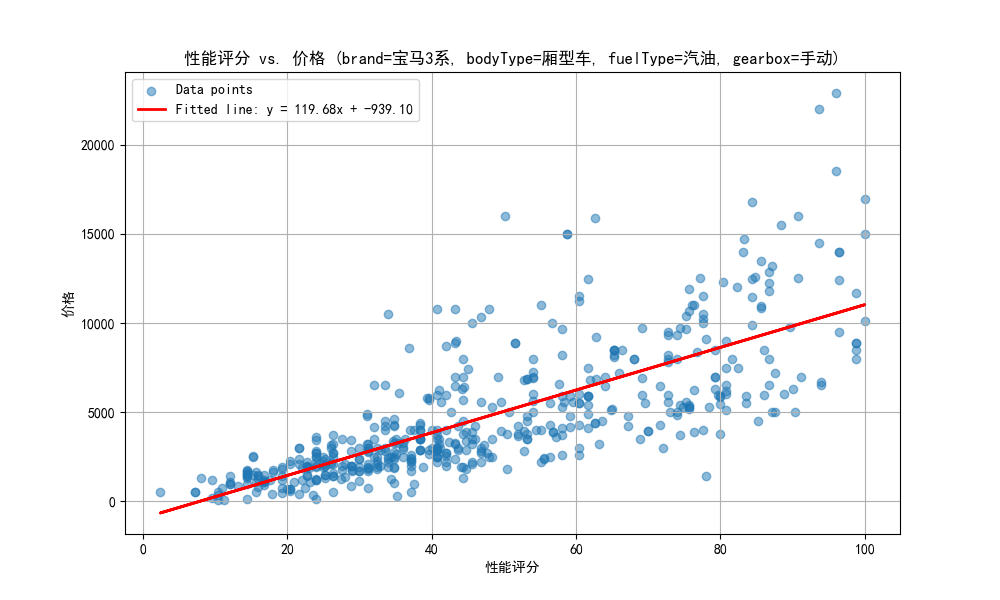 性能评分 vs. 价格 (brand=宝马3系, bodyType=厢型车, fuelType=汽油, gearbox=手动)
Data points
Fitted line: y = 119.68x + -939.10
20000
15000
10000
5000
0
价格
0 20 40 60 80 100
性能评分